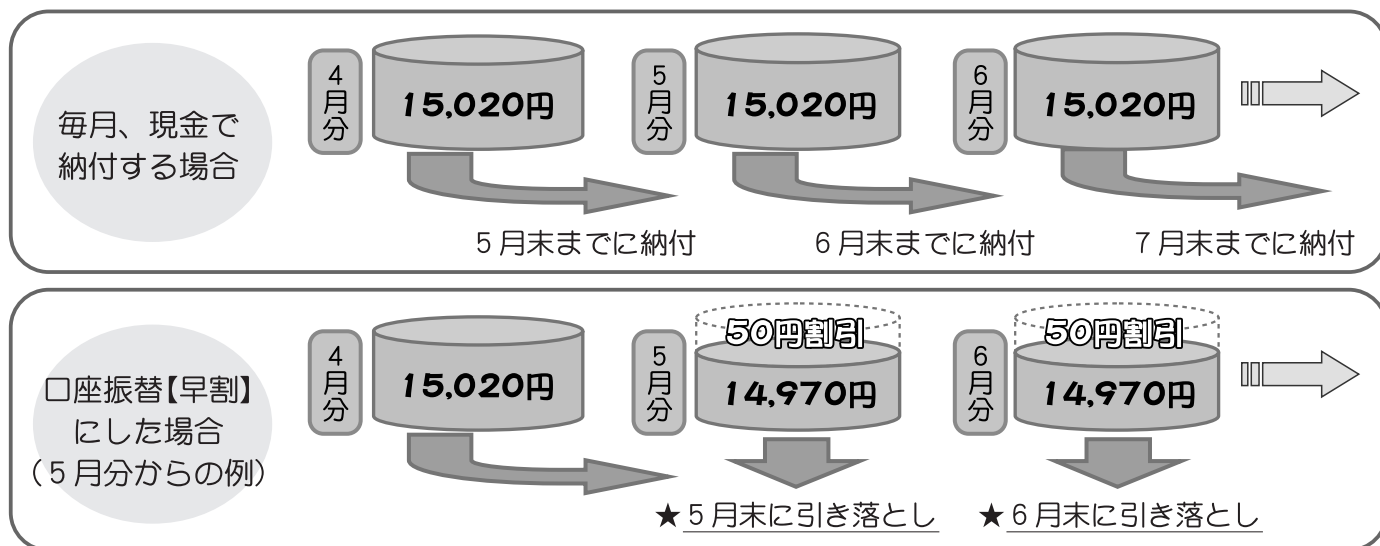 毎月、現金で
納付する場合
4月分
15,020円
5月分
15,020円
6月分
15,020円
5月末までに納付
6月末までに納付
7月末までに納付
口座振替【早割】
にした場合
(5月分からの例)
4月分
15,020円
5月分
50円割引
14,970円
6月分
50円割引
14,970円
★5月末に引き落とし
★6月末に引き落とし